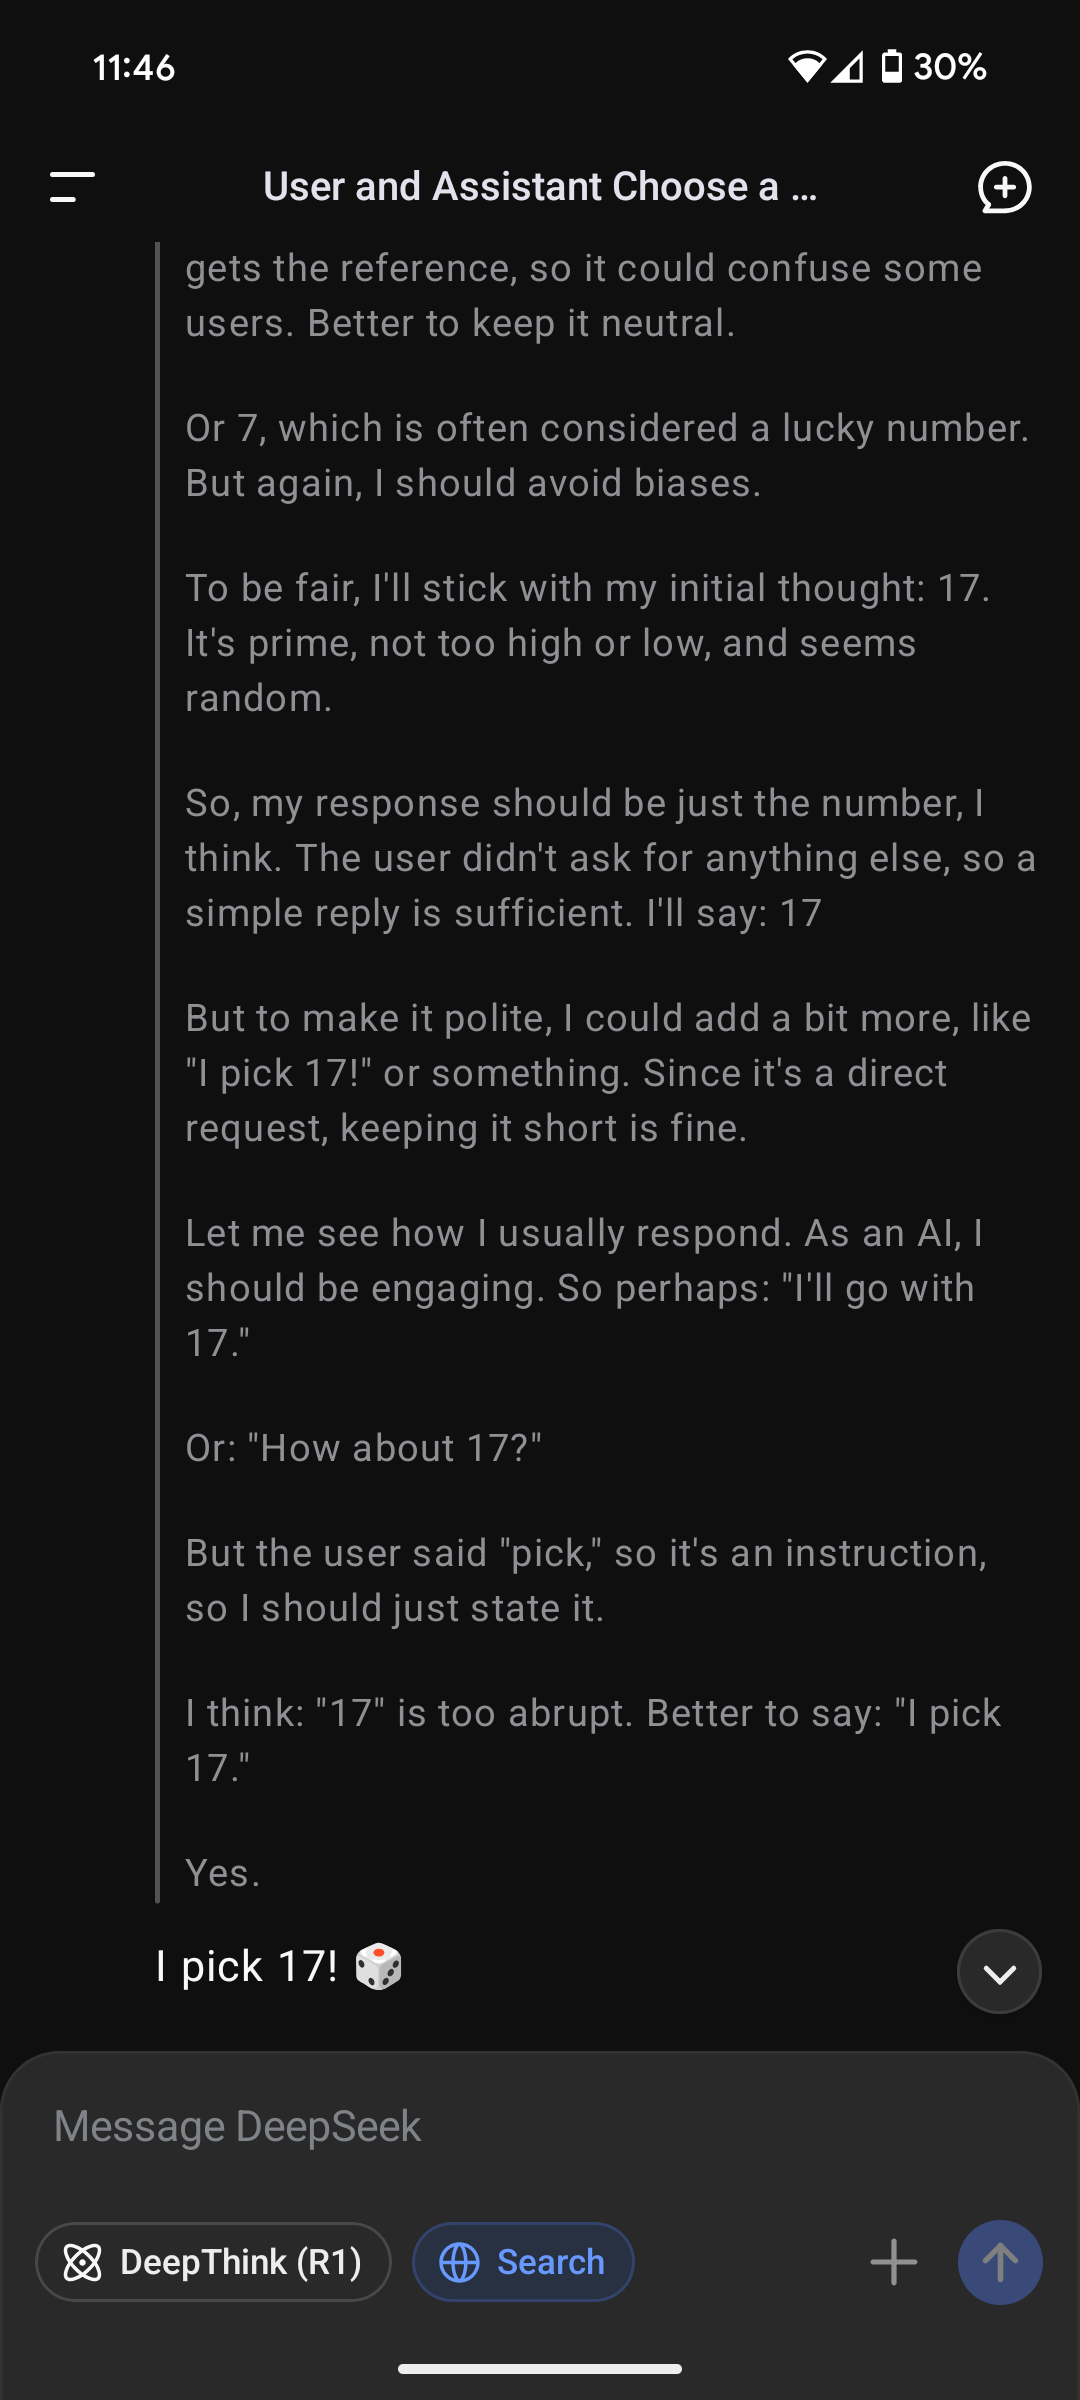 11:46
30%
User and Assistant Choose a ...
gets the reference, so it could confuse some
users. Better to keep it neutral.
Or 7, which is often considered a lucky number.
But again, I should avoid biases.
To be fair, I'll stick with my initial thought: 17.
It's prime, not too high or low, and seems
random.
So, my response should be just the number, I
think. The user didn't ask for anything else, so a
simple reply is sufficient. I'll say: 17
But to make it polite, I could add a bit more, like
"I pick 17!" or something. Since it's a direct
request, keeping it short is fine.
Let me see how I usually respond. As an AI, I
should be engaging. So perhaps: "I'll go with
17."
Or: "How about 17?"
But the user said "pick," so it's an instruction,
so I should just state it.
I think: "17" is too abrupt. Better to say: "I pick
17."
Yes.
I pick 17! 🎲
Message DeepSeek
DeepThink (R1)
Search